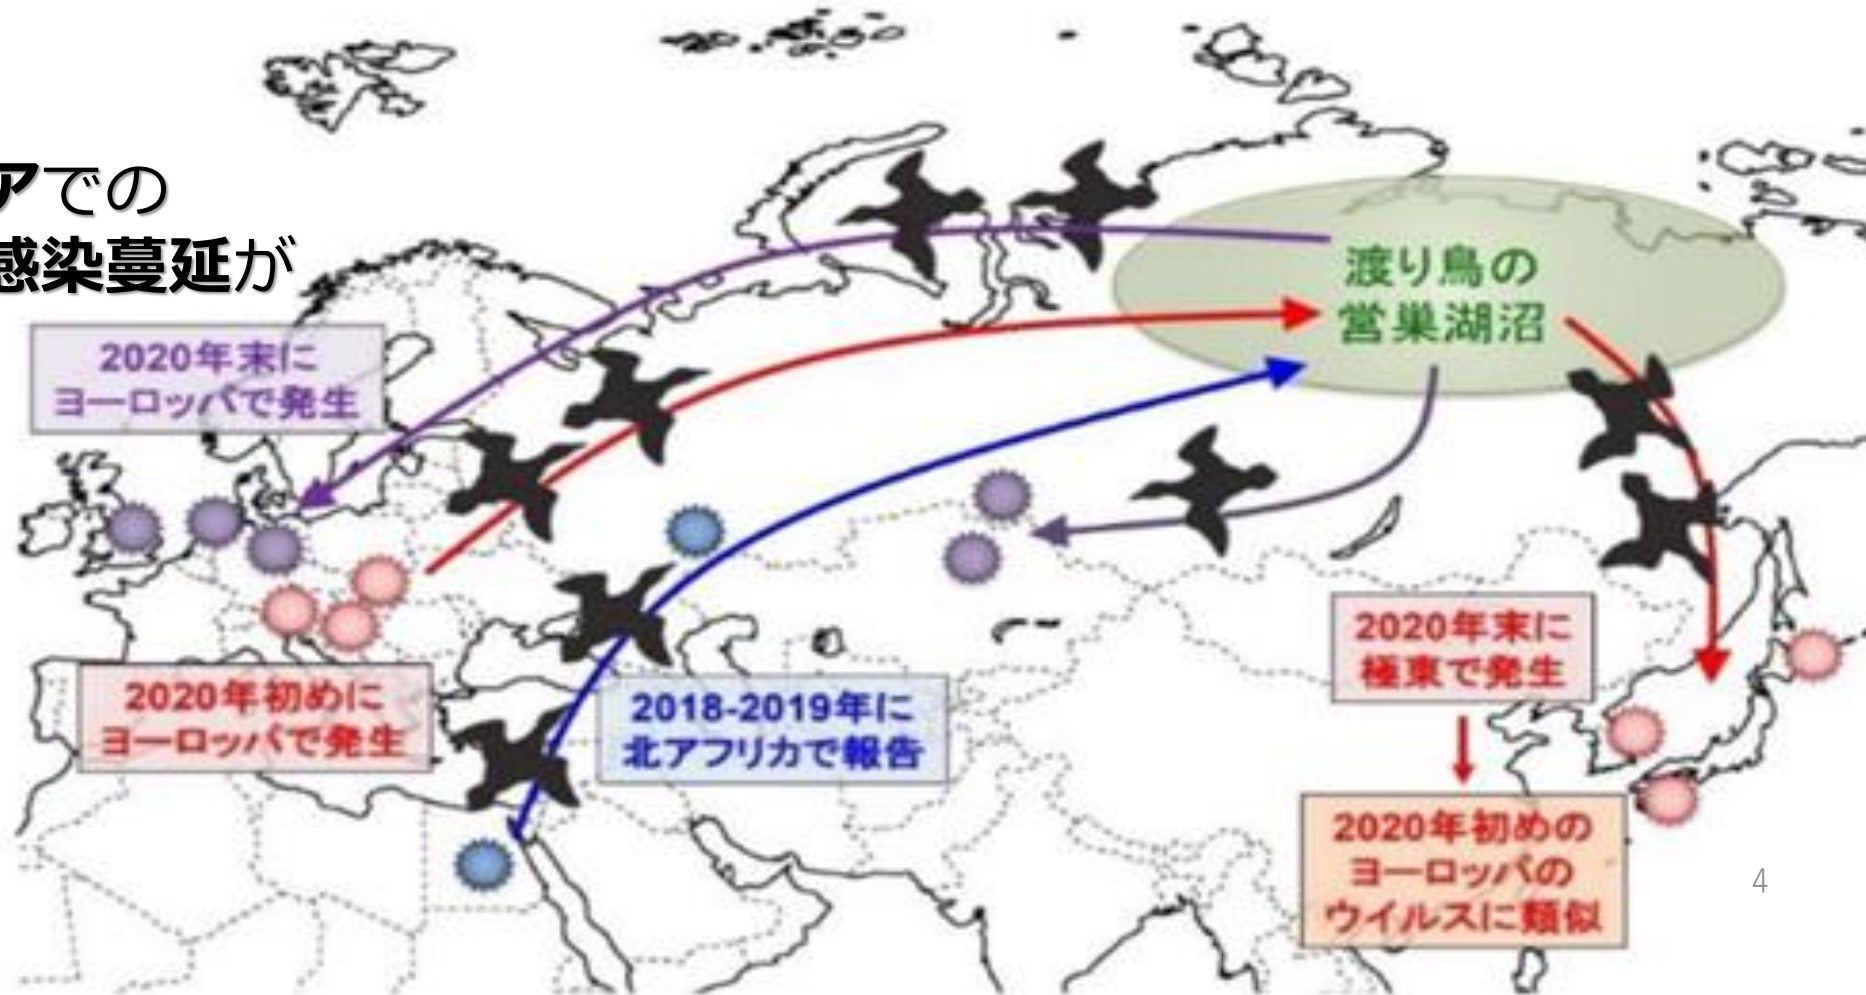 アでの
感染蔓延が
渡り鳥の
営巣湖沼
2020年末に
ヨーロッパで発生
2020年初めに
ヨーロッパで発生
2018-2019年に
北アフリカで報告
2020年末に
極東で発生
2020年初めの
ヨーロッパの
ウイルスに類似
4